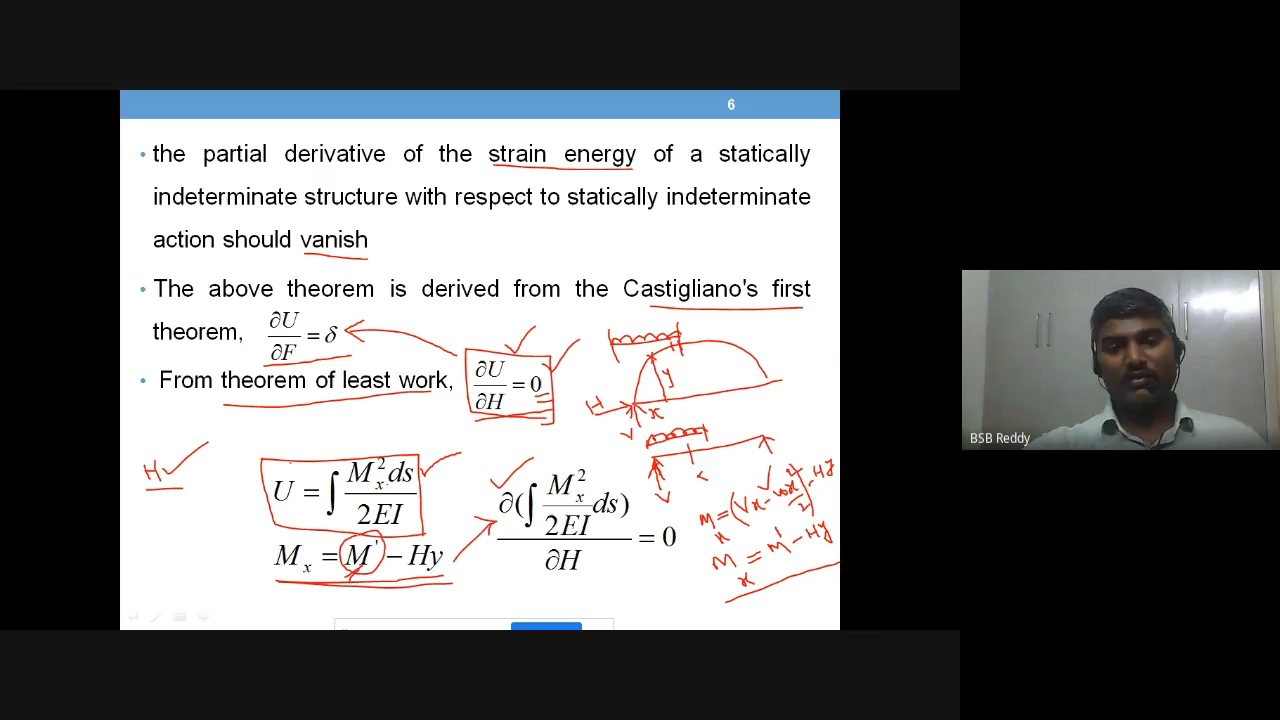 6
• the partial derivative of the strain energy of a statically
indeterminate structure with respect to statically indeterminate
action should vanish
• The above theorem is derived from the Castigliano's first
theorem, ∂U/∂F = δ
• From theorem of least work, ∂U/∂H = 0
H
y
x
H
V
x
V
U = ∫ M_x² ds / 2EI
∂(∫ M_x² / 2EI ds) / ∂H = 0
M_x = M' − Hy
M_x = M' − Hy
BSB Reddy